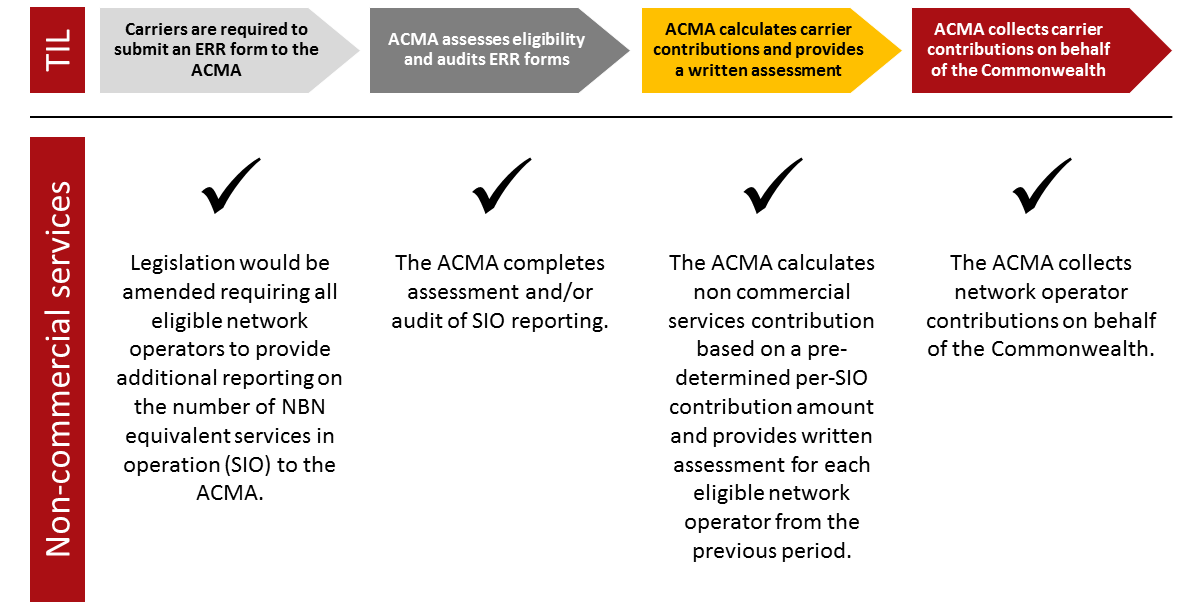 TIL
Carriers are required to
submit an ERR form to the
ACMA
ACMA assesses eligibility
and audits ERR forms
ACMA calculates carrier
contributions and provides
a written assessment
ACMA collects carrier
contributions on behalf
of the Commonwealth
Non-commercial services
Legislation would be
amended requiring all
eligible network
operators to provide
additional reporting on
the number of NBN
equivalent services in
operation (SIO) to the
ACMA.
The ACMA completes
assessment and/or
audit of SIO reporting.
The ACMA calculates
non commercial
services contribution
based on a pre-
determined per-SIO
contribution amount
and provides written
assessment for each
eligible network
operator from the
previous period.
The ACMA collects
network operator
contributions on behalf
of the Commonwealth.